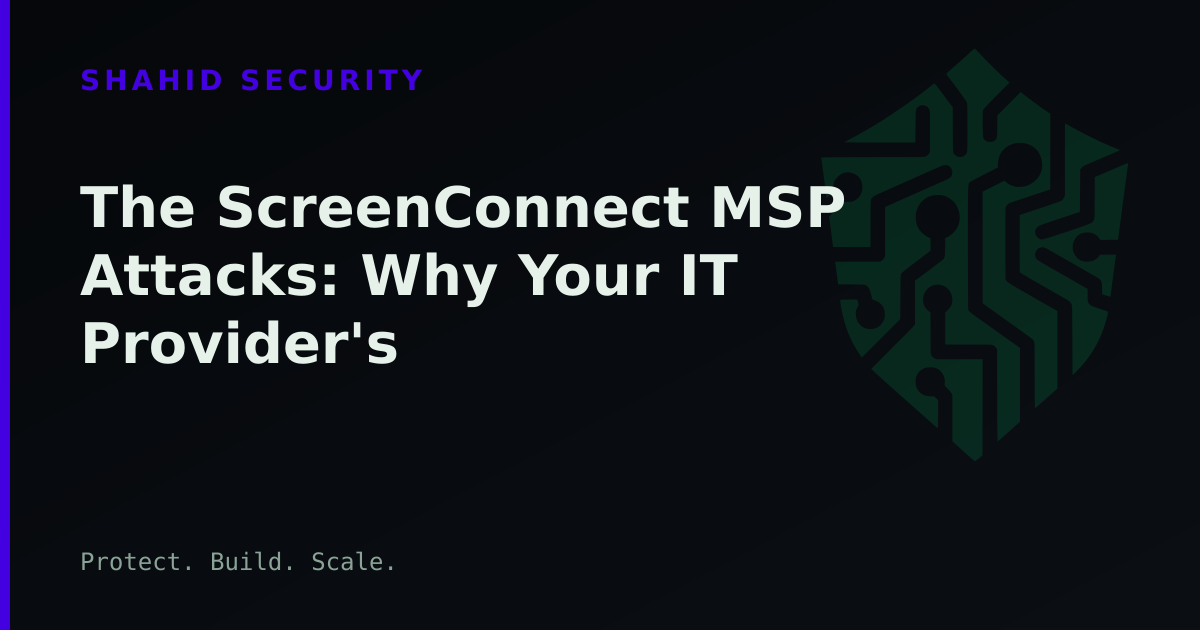 SHAHID SECURITY
The ScreenConnect MSP
Attacks: Why Your IT
Provider's
Protect. Build. Scale.